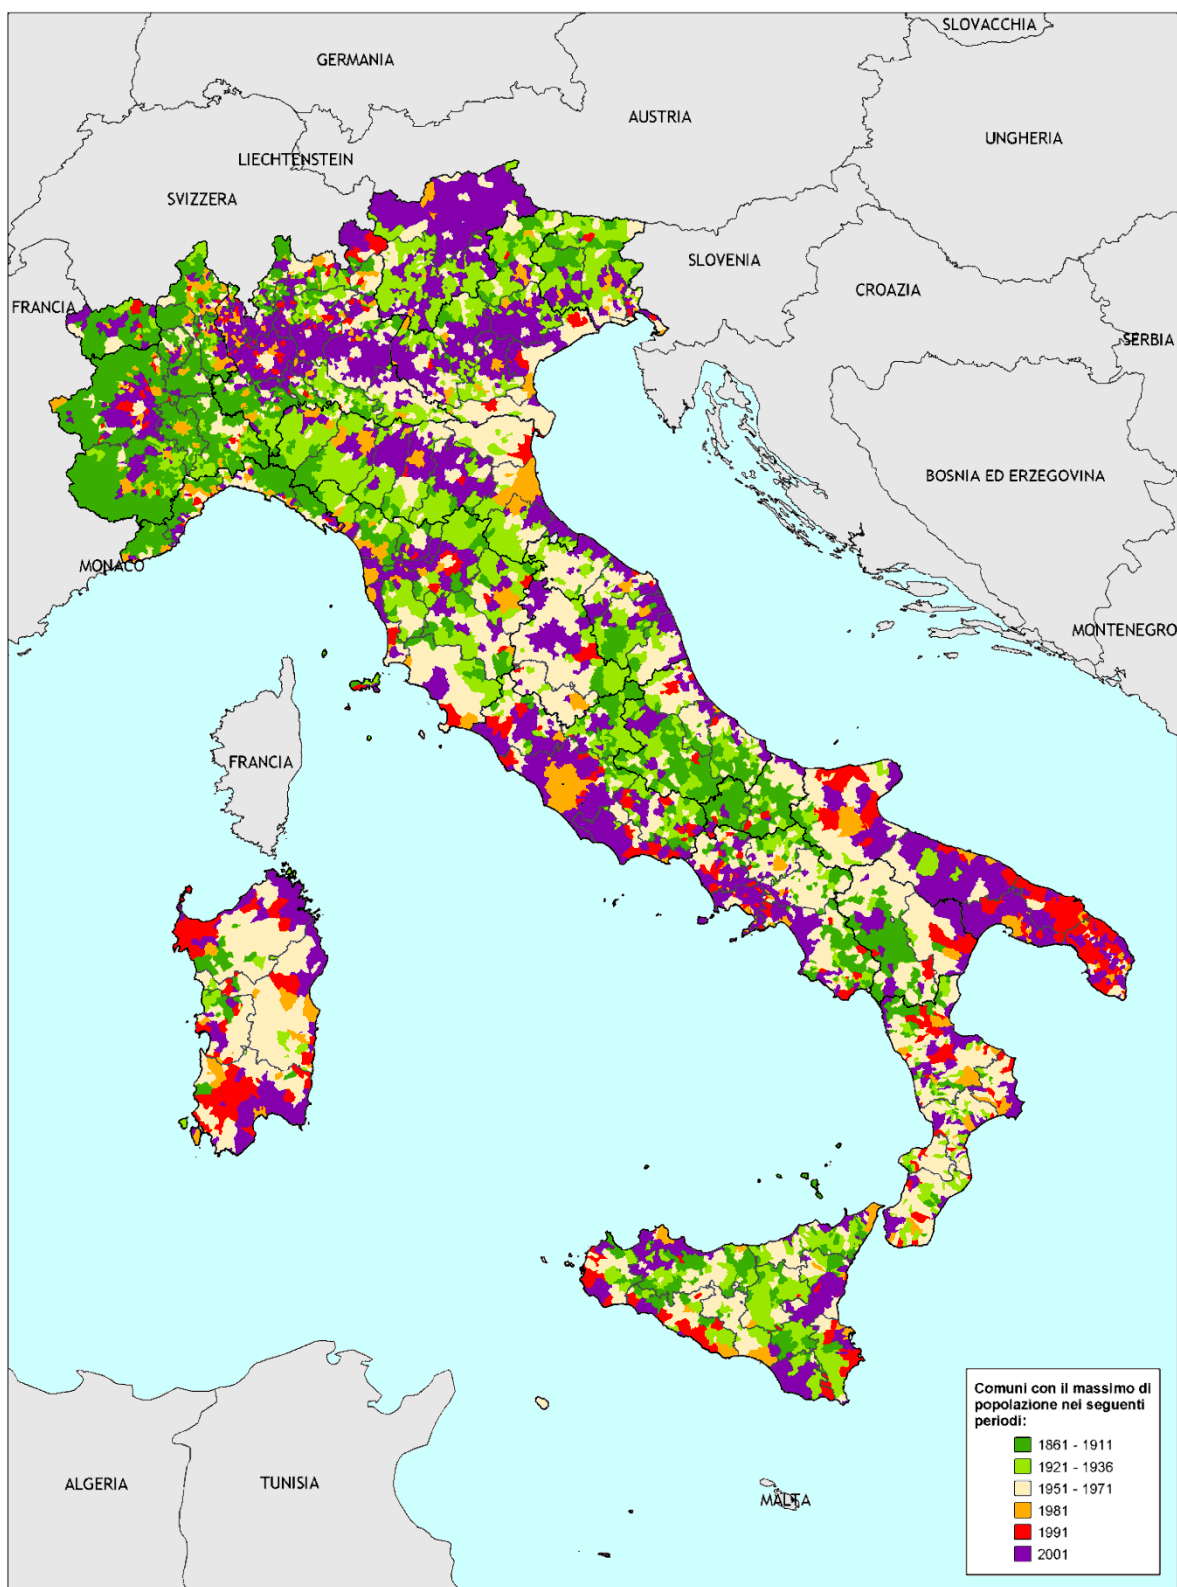 SLOVACCHIA
GERMANIA
AUSTRIA
UNGHERIA
LIECHTENSTEIN
SVIZZERA
SLOVENIA
CROAZIA
FRANCIA
SERBIA
BOSNIA ED ERZEGOVINA
MONACO
MONTENEGRO
FRANCIA
Comuni con il massimo di
popolazione nei seguenti
periodi:
1861 - 1911
1921 - 1936
1951 - 1971
1981
1991
2001
ALGERIA
TUNISIA
MALTA